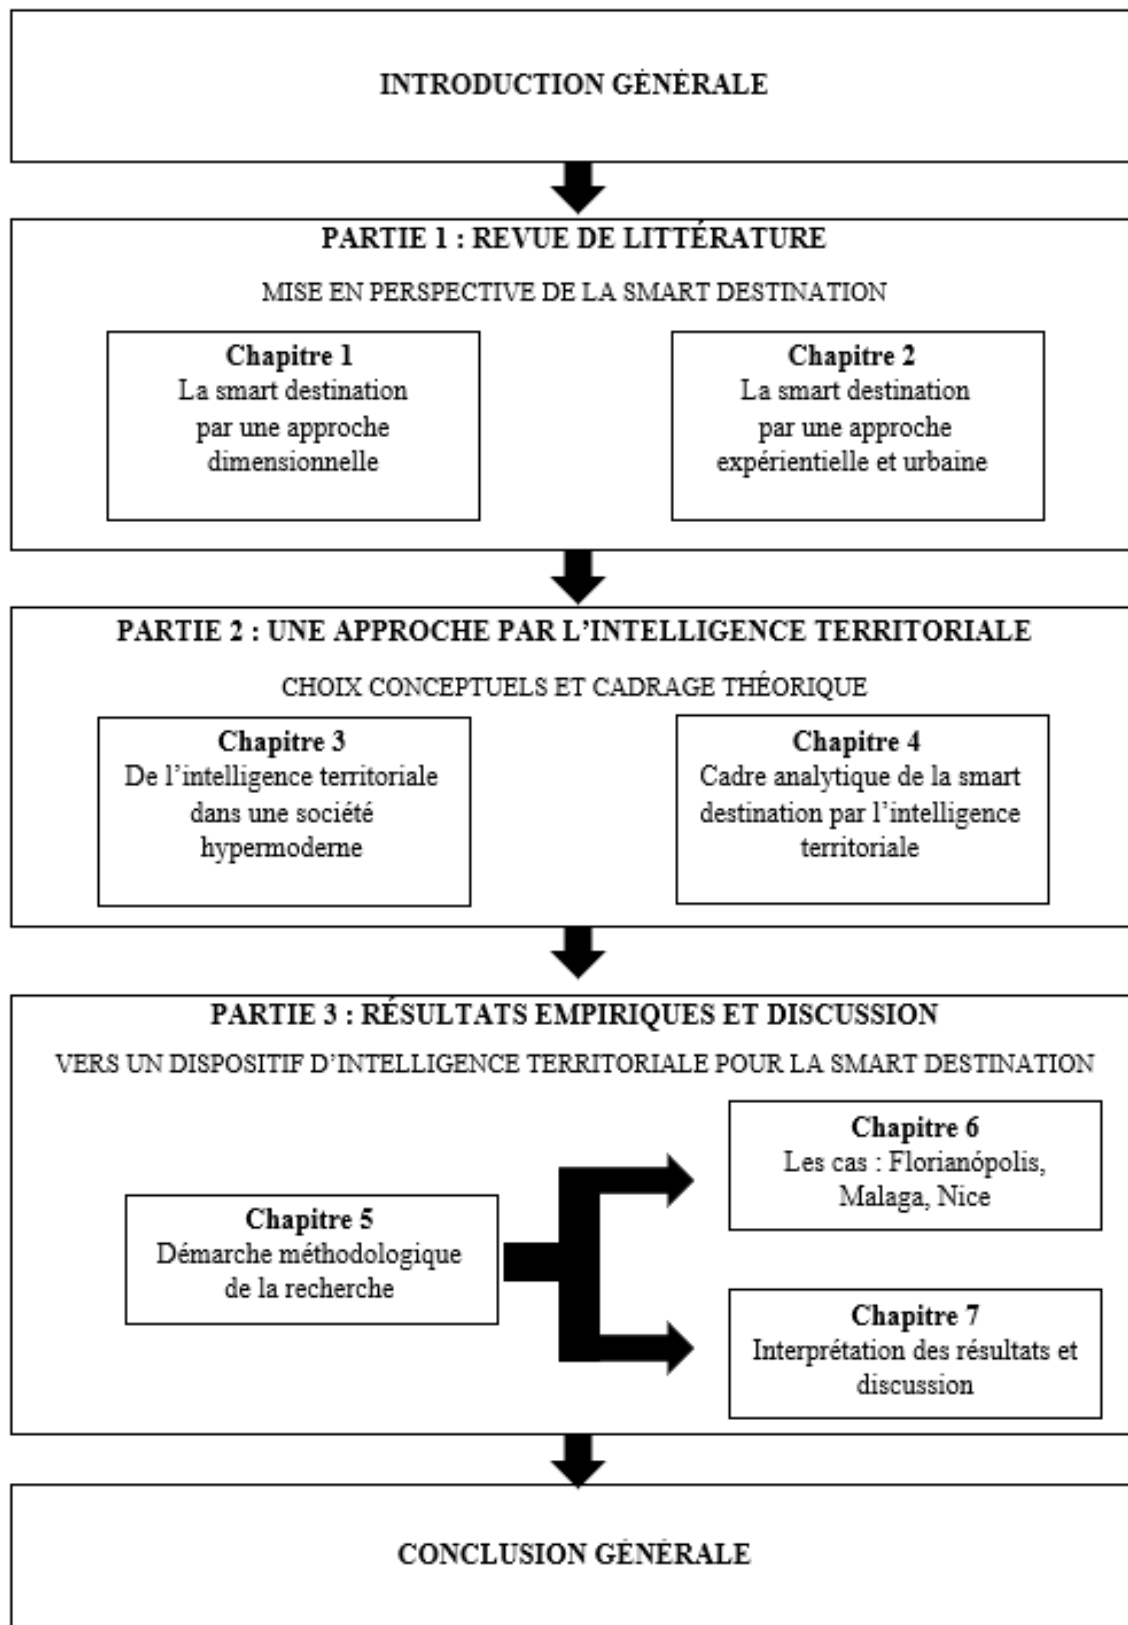 INTRODUCTION GÉNÉRALE
PARTIE 1 : REVUE DE LITTÉRATURE
MISE EN PERSPECTIVE DE LA SMART DESTINATION
Chapitre 1
La smart destination
par une approche
dimensionnelle
Chapitre 2
La smart destination
par une approche
expérientielle et urbaine
PARTIE 2 : UNE APPROCHE PAR L’INTELLIGENCE TERRITORIALE
CHOIX CONCEPTUELS ET CADRAGE THÉORIQUE
Chapitre 3
De l’intelligence territoriale
dans une société
hypermoderne
Chapitre 4
Cadre analytique de la smart
destination par l’intelligence
territoriale
PARTIE 3 : RÉSULTATS EMPIRIQUES ET DISCUSSION
VERS UN DISPOSITIF D’INTELLIGENCE TERRITORIALE POUR LA SMART DESTINATION
Chapitre 5
Démarche méthodologique
de la recherche
Chapitre 6
Les cas : Florianópolis,
Malaga, Nice
Chapitre 7
Interprétation des résultats et
discussion
CONCLUSION GÉNÉRALE